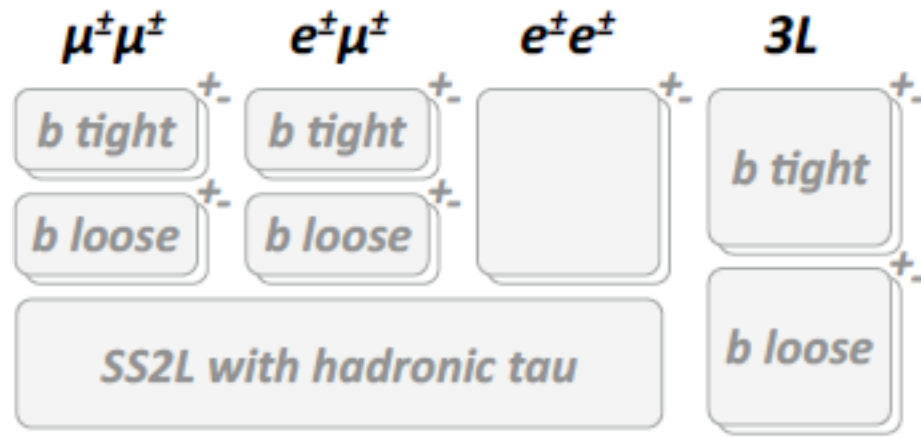 μ±μ± e±μ± e±e± 3L
+- +- +- +-
b tight b tight b tight
+- +-
b loose b loose
+-
b loose
SS2L with hadronic tau